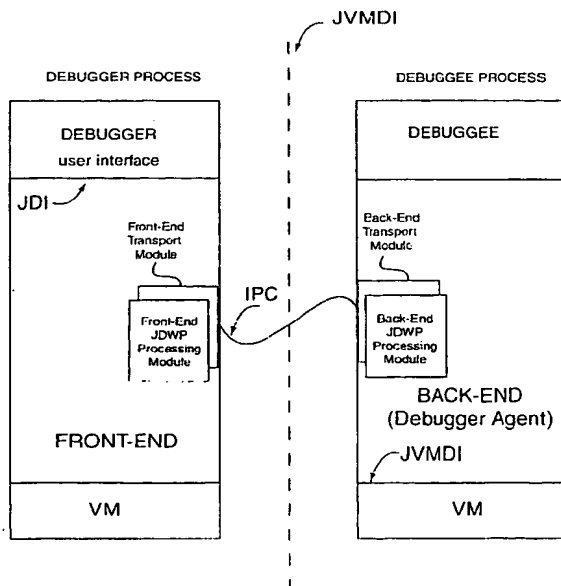 JVMDI
DEBUGGER PROCESS
DEBUGGEE PROCESS
DEBUGGER
user interface
DEBUGGEE
JDI
Front-End
Transport
Module
Back-End
Transport
Module
IPC
Front-End
JDWP
Processing
Module
Back-End
JDWP
Processing
Module
BACK-END
(Debugger Agent)
FRONT-END
JVMDI
VM
VM